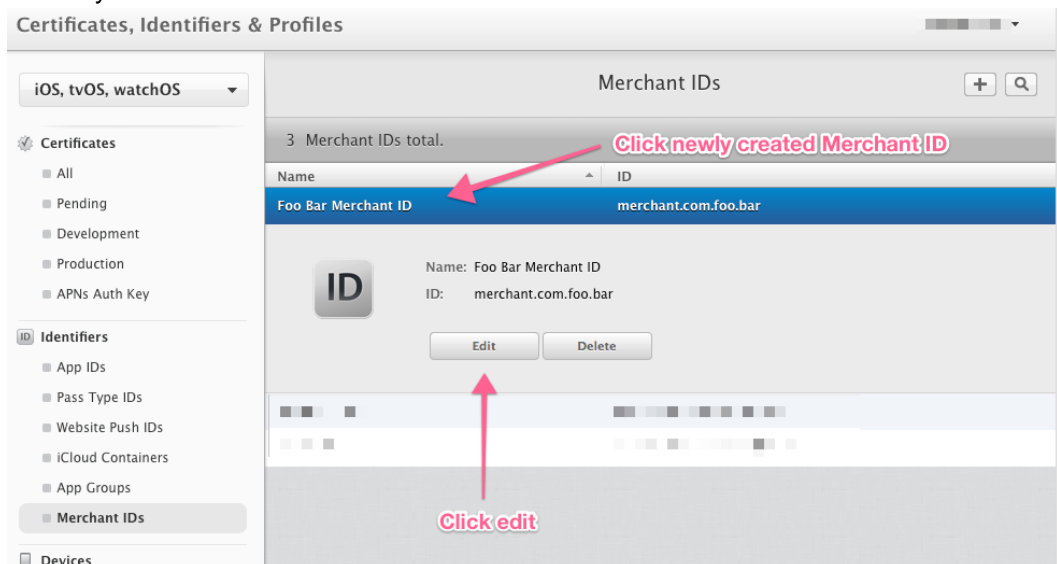 Certificates, Identifiers & Profiles
iOS, tvOS, watchOS
Merchant IDs
Certificates
All
Pending
Development
Production
APNs Auth Key
ID Identifiers
App IDs
Pass Type IDs
Website Push IDs
iCloud Containers
App Groups
Merchant IDs
Devices
3 Merchant IDs total.
Click newly created Merchant ID
Name ID
Foo Bar Merchant ID merchant.com.foo.bar
ID
Name: Foo Bar Merchant ID
ID: merchant.com.foo.bar
Edit Delete
Click edit